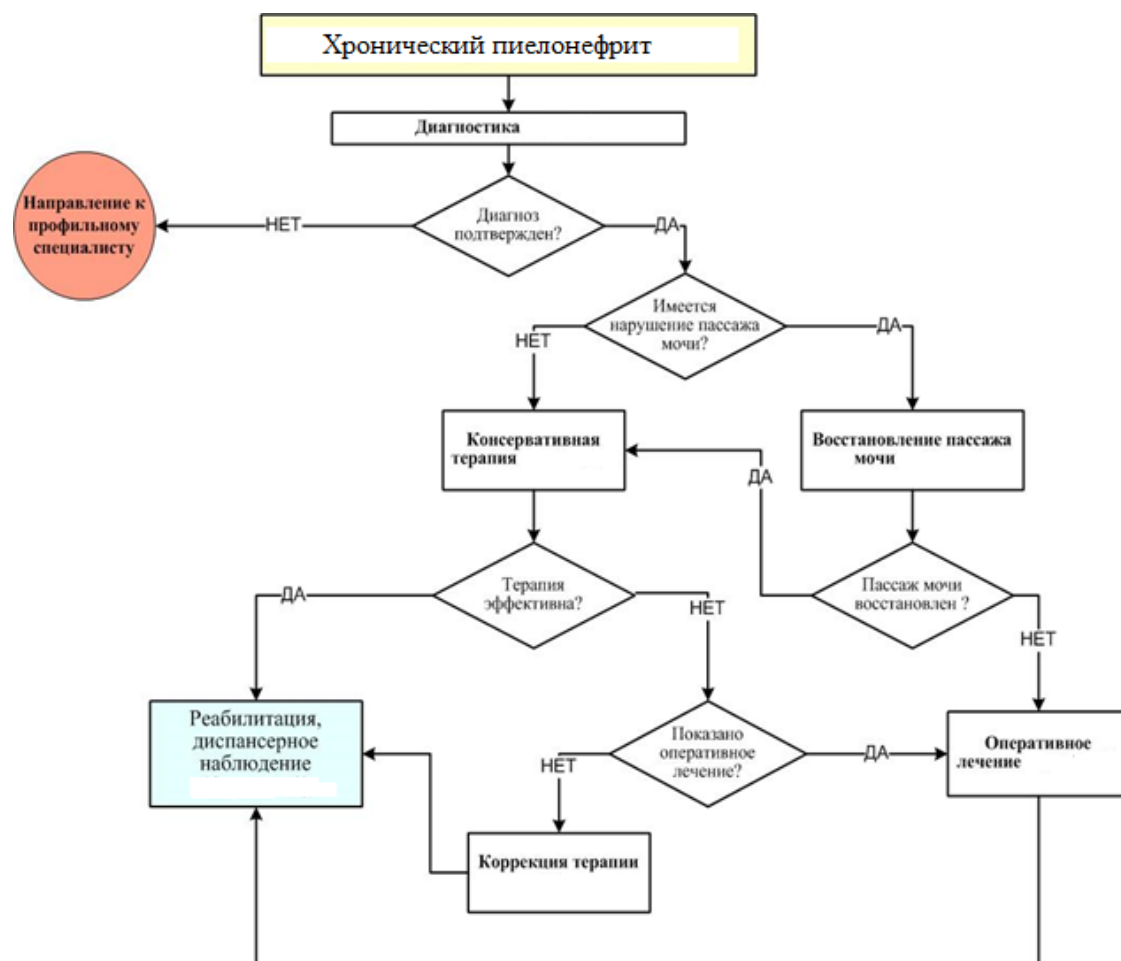 Хронический пиелонефрит
Диагностика
Направление к
профильному
специалисту
НЕТ
Диагноз
подтвержден?
ДА
Имеется
нарушение пассажа
мочи?
НЕТ
ДА
Консервативная
терапия
Восстановление пассажа
мочи
ДА
Терапия
эффективна?
Пассаж мочи
восстановлен ?
ДА
НЕТ
НЕТ
Реабилитация,
диспансерное
наблюдение
Показано
оперативное
лечение?
Оперативное
лечение
НЕТ
ДА
Коррекция терапии